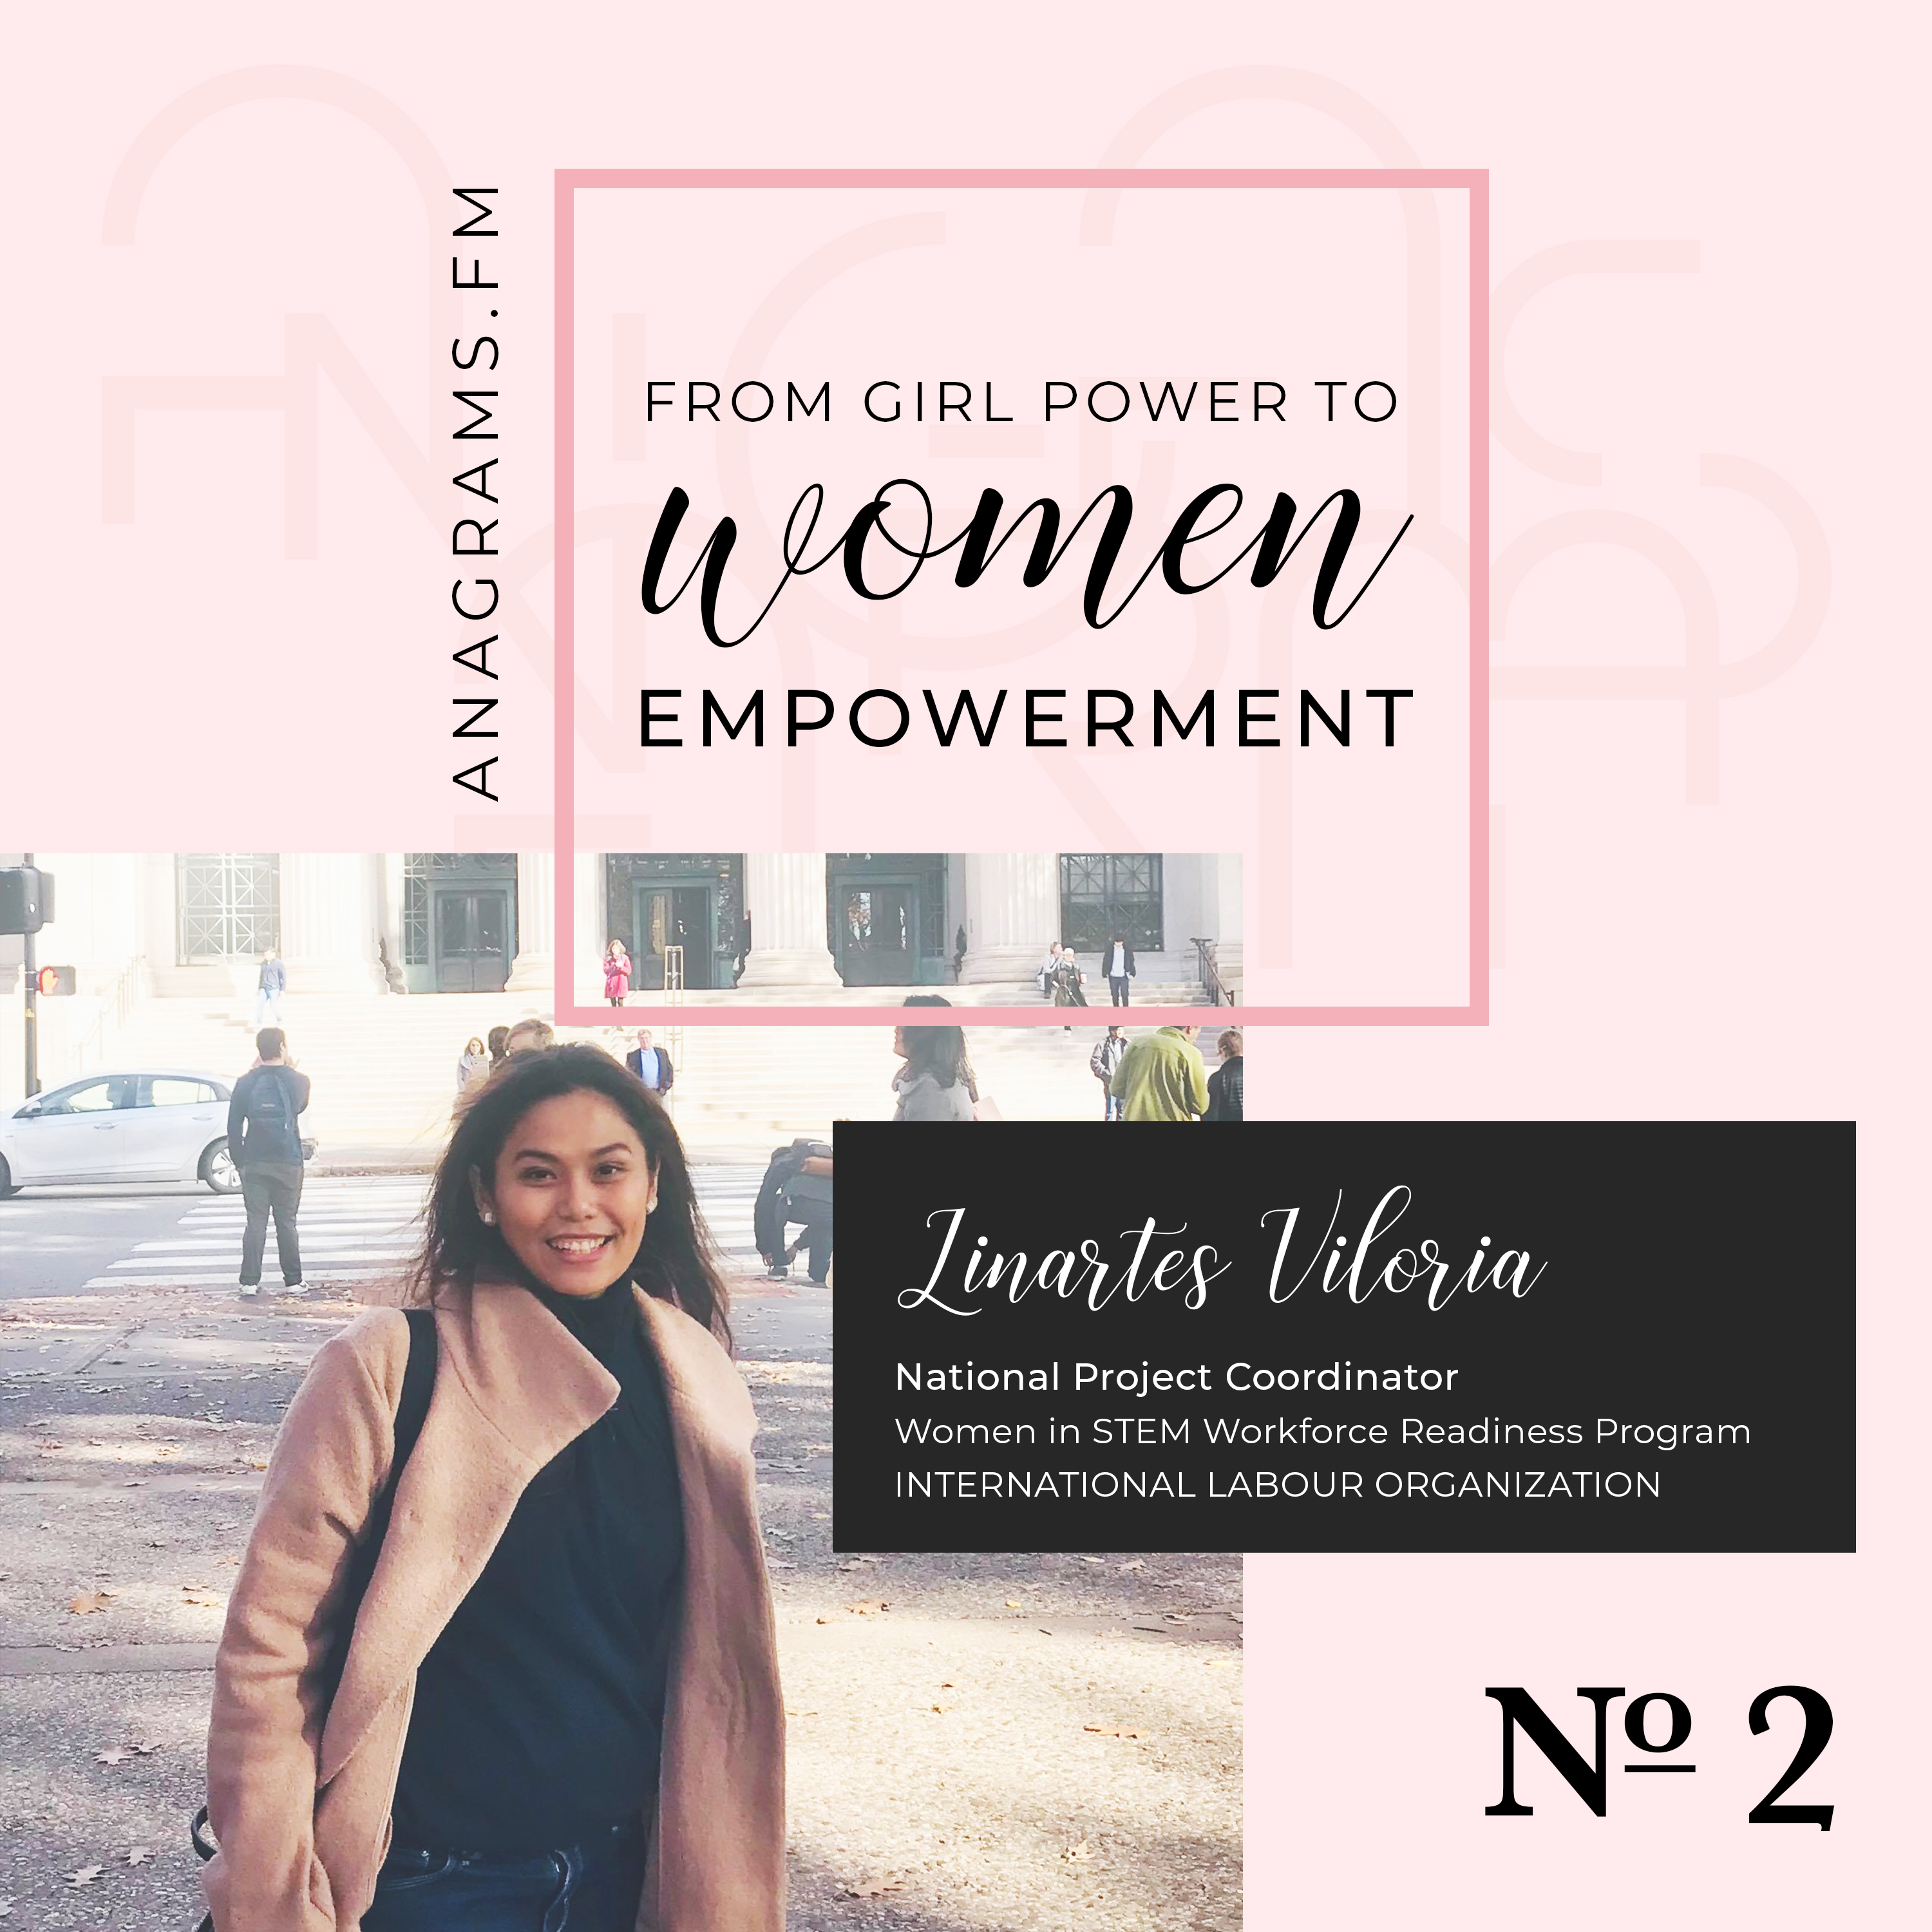 ANAGRAMS.FM
FROM GIRL POWER TO
women
EMPOWERMENT
Linartes Viloria
National Project Coordinator
Women in STEM Workforce Readiness Program
INTERNATIONAL LABOUR ORGANIZATION
Nº 2